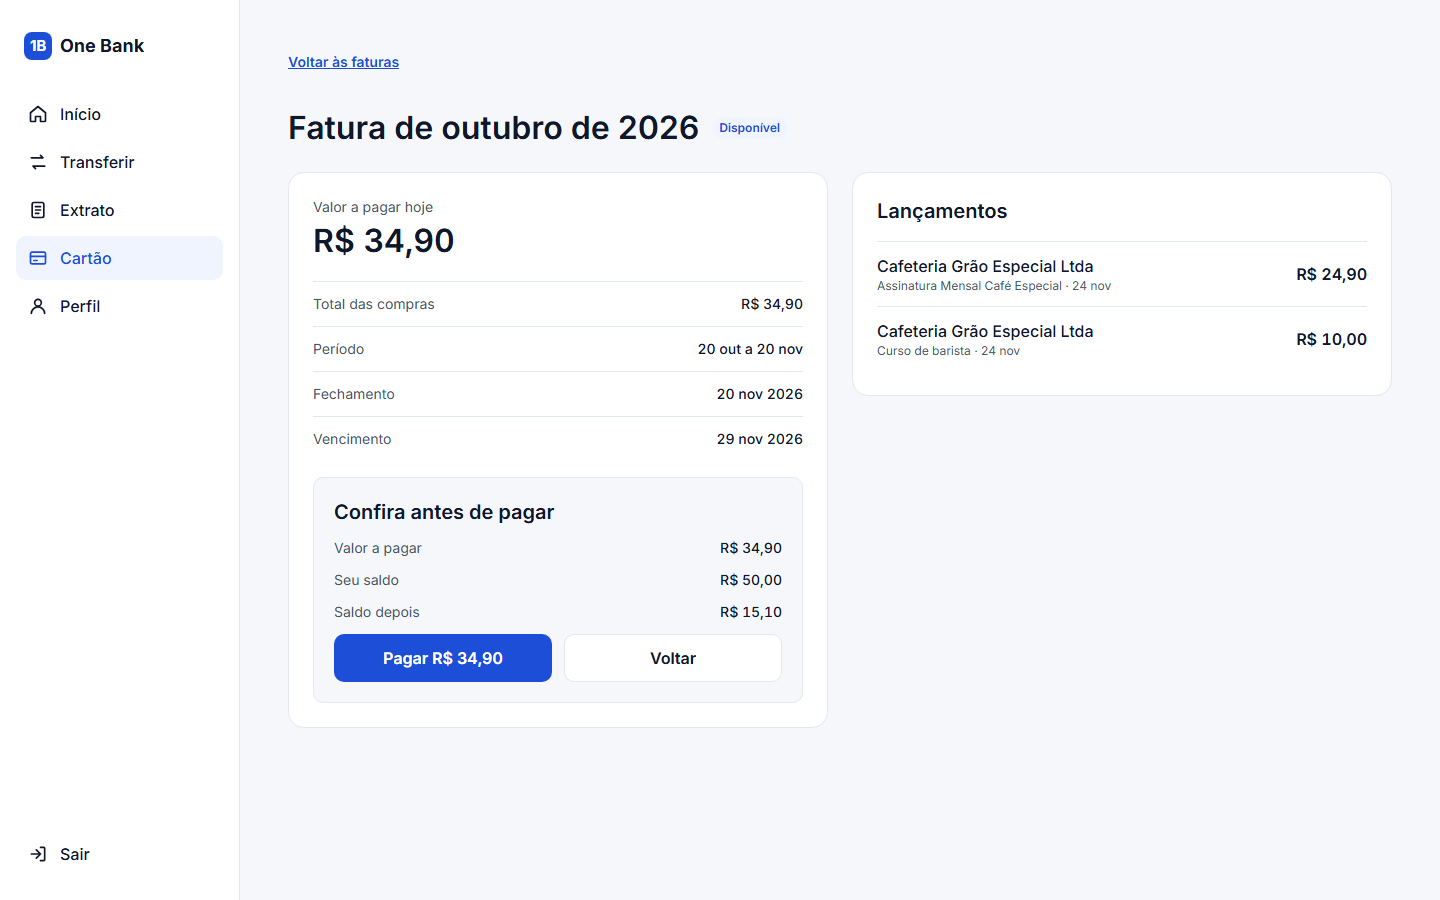 1B One Bank
Início
Transferir
Extrato
Cartão
Perfil
Sair
Voltar às faturas
Fatura de outubro de 2026 Disponível
Valor a pagar hoje
R$ 34,90
Total das compras R$ 34,90
Período 20 out a 20 nov
Fechamento 20 nov 2026
Vencimento 29 nov 2026
Confira antes de pagar
Valor a pagar R$ 34,90
Seu saldo R$ 50,00
Saldo depois R$ 15,10
Pagar R$ 34,90 Voltar
Lançamentos
Cafeteria Grão Especial Ltda R$ 24,90
Assinatura Mensal Café Especial · 24 nov
Cafeteria Grão Especial Ltda R$ 10,00
Curso de barista · 24 nov